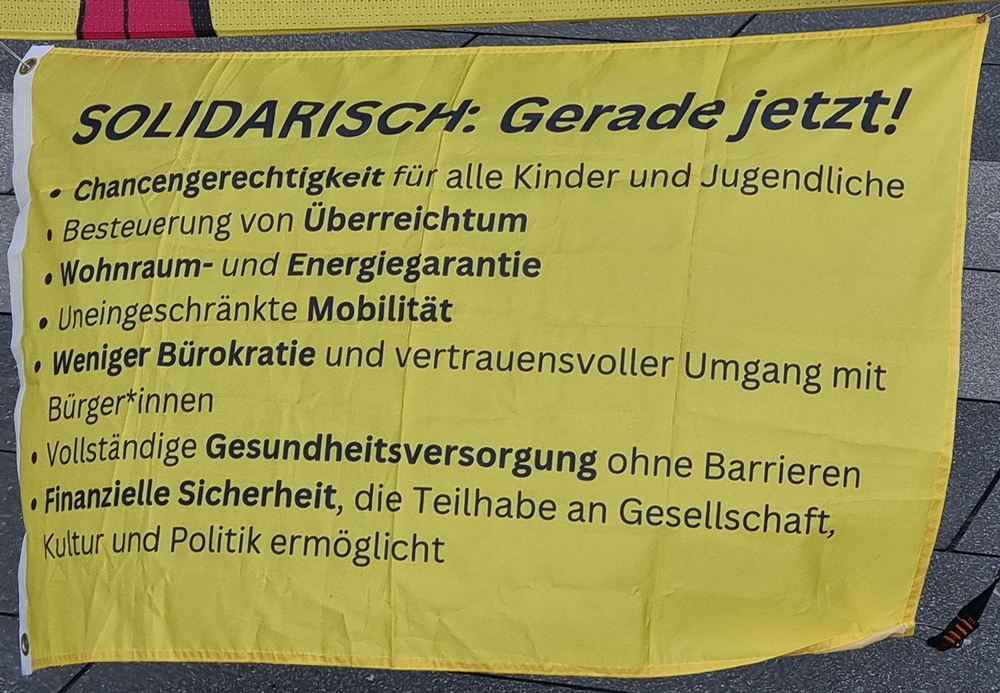 SOLIDARISCH: Gerade jetzt!
• Chancengerechtigkeit für alle Kinder und Jugendliche
• Besteuerung von Überreichtum
• Wohnraum- und Energiegarantie
• Uneingeschränkte Mobilität
• Weniger Bürokratie und vertrauensvoller Umgang mit
Bürger*innen
• Vollständige Gesundheitsversorgung ohne Barrieren
• Finanzielle Sicherheit, die Teilhabe an Gesellschaft,
Kultur und Politik ermöglicht